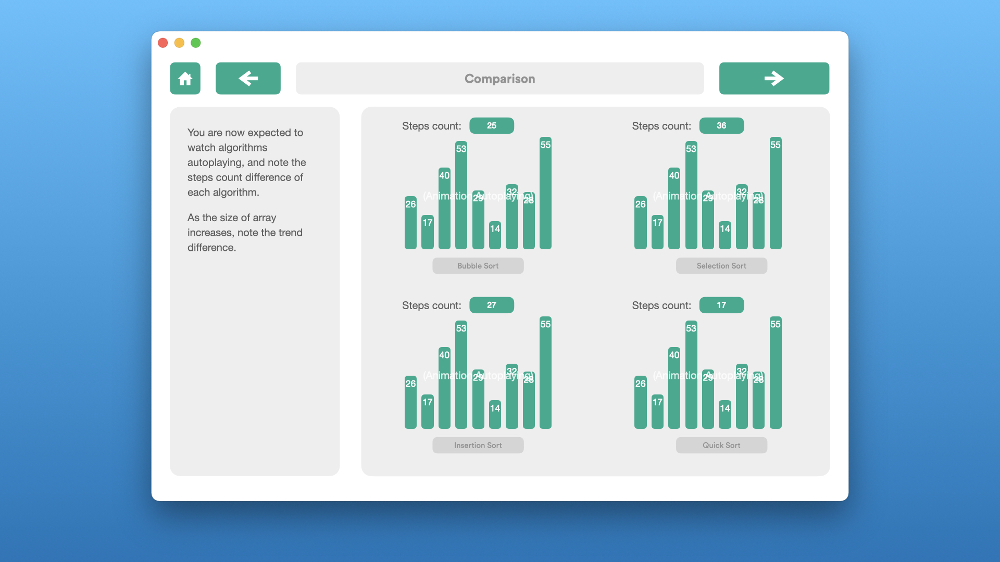 Comparison
You are now expected to
watch algorithms
autoplaying, and note the
steps count difference of
each algorithm.
As the size of array
increases, note the trend
difference.
Steps count: 25
26 17 40 53 29 14 32 28 55
(Animation Autoplaying)
Bubble Sort
Steps count: 36
26 17 40 53 29 14 32 28 55
(Animation Autoplaying)
Selection Sort
Steps count: 27
26 17 40 53 29 14 32 28 55
(Animation Autoplaying)
Insertion Sort
Steps count: 17
26 17 40 53 29 14 32 28 55
(Animation Autoplaying)
Quick Sort